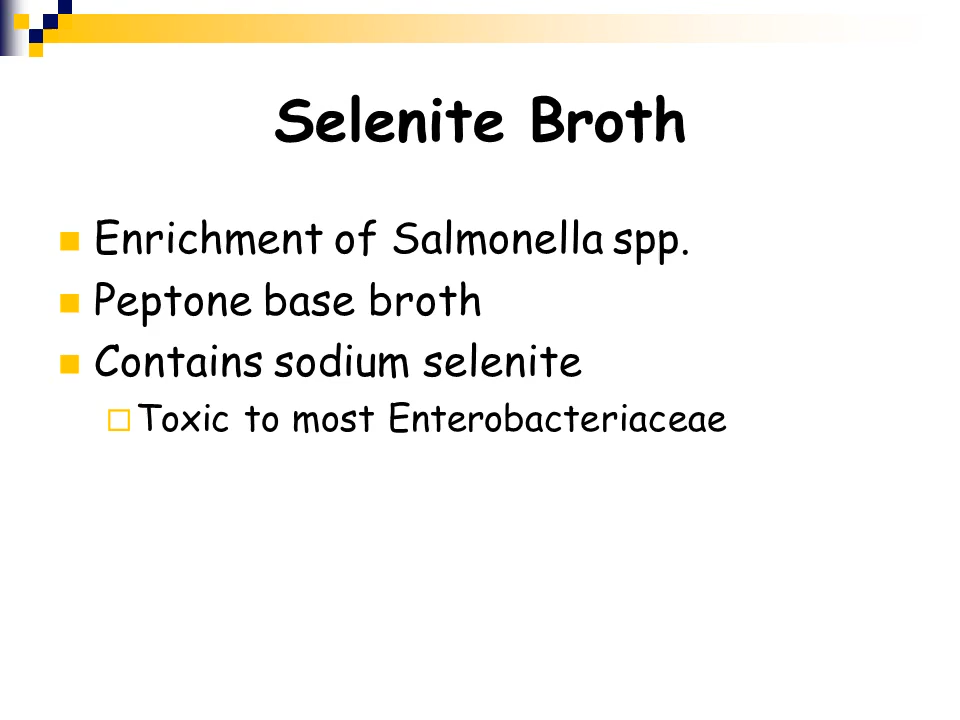 Selenite Broth
Enrichment of Salmonella spp.
Peptone base broth
Contains sodium selenite
Toxic to most Enterobacteriaceae